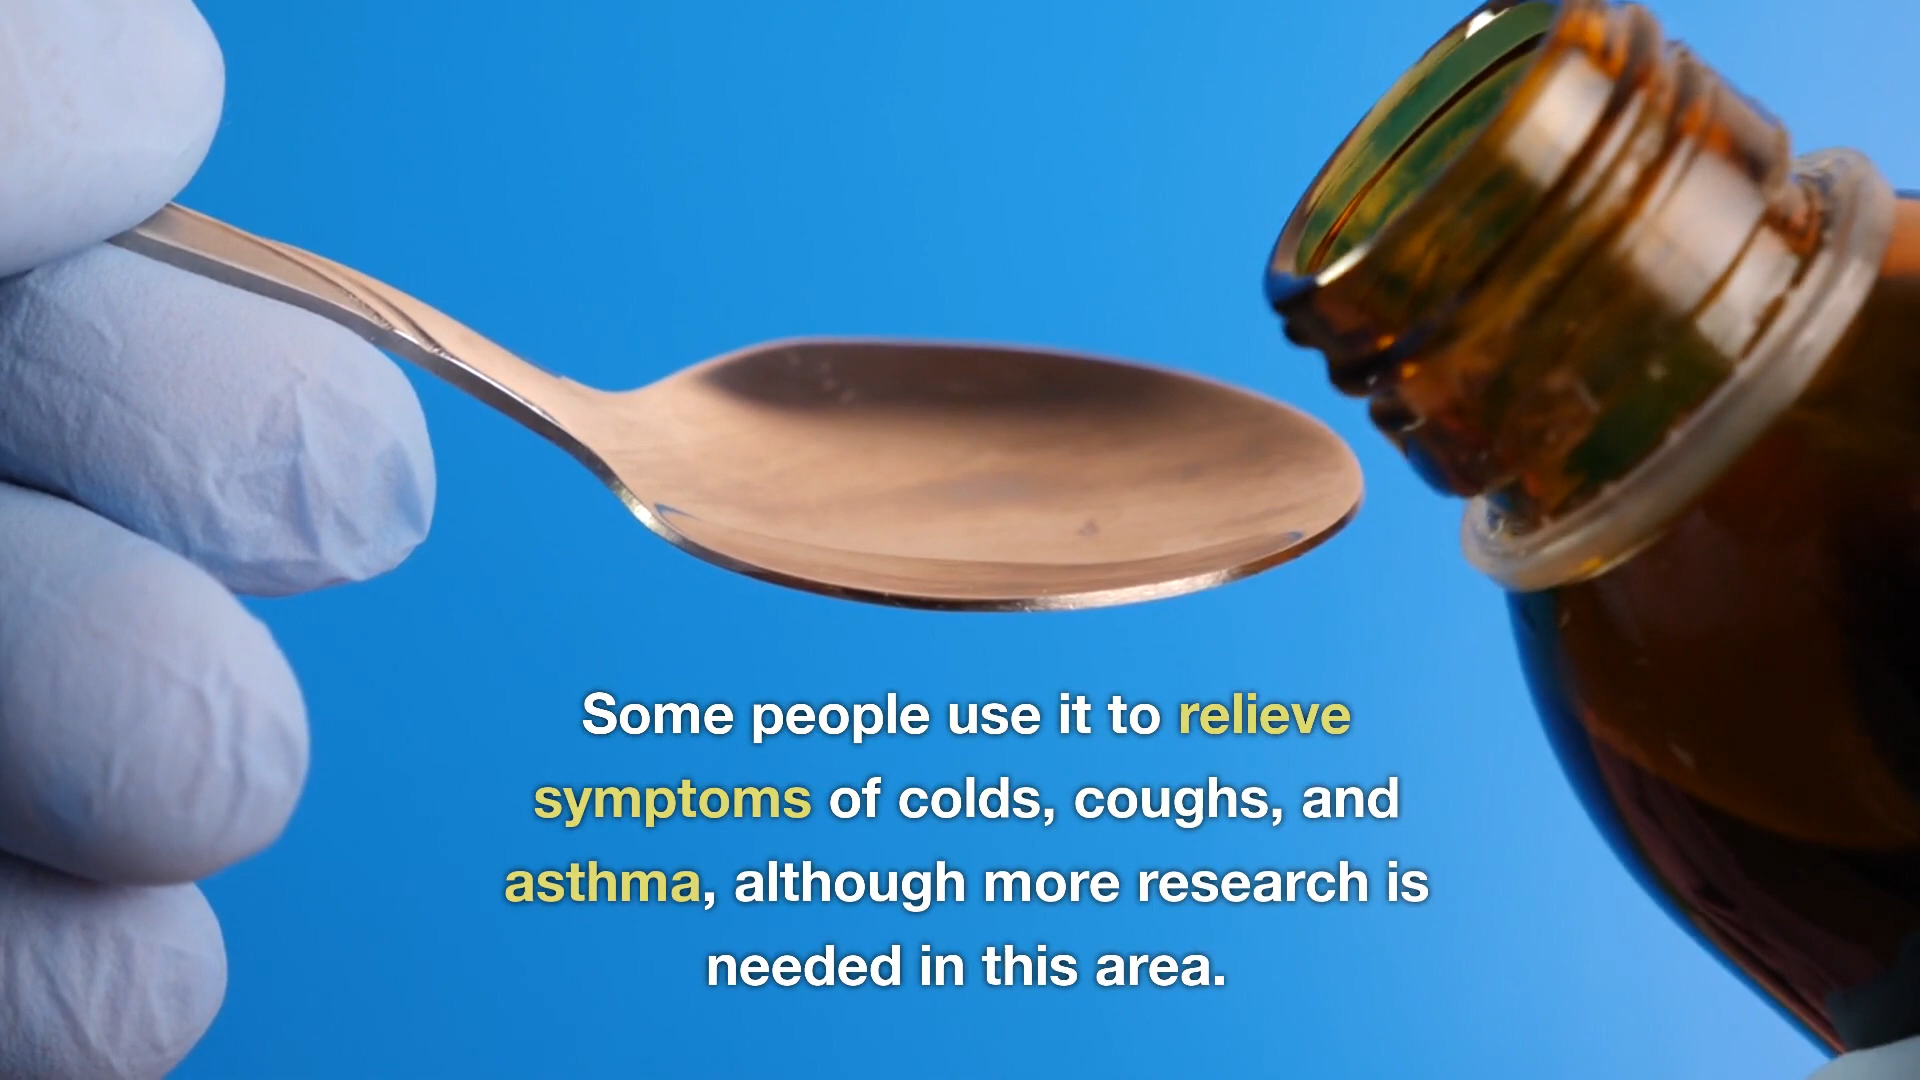 Some people use it to relieve
symptoms of colds, coughs, and
asthma, although more research is
needed in this area.